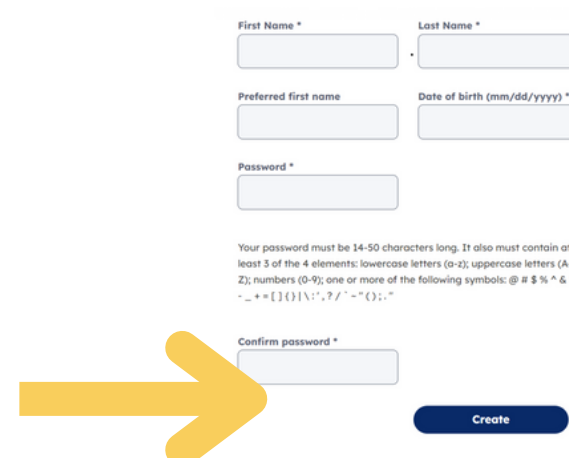 First Name * Last Name *
Preferred first name Date of birth (mm/dd/yyyy) *
Password *
Your password must be 14-50 characters long. It also must contain at
least 3 of the 4 elements: lowercase letters (a-z); uppercase letters (A-
Z); numbers (0-9); one or more of the following symbols: @ # $ % ^ &
- _ + = [ ] { } | \ : ' , ? / ` ~ " ( ) ; . "
Confirm password *
Create